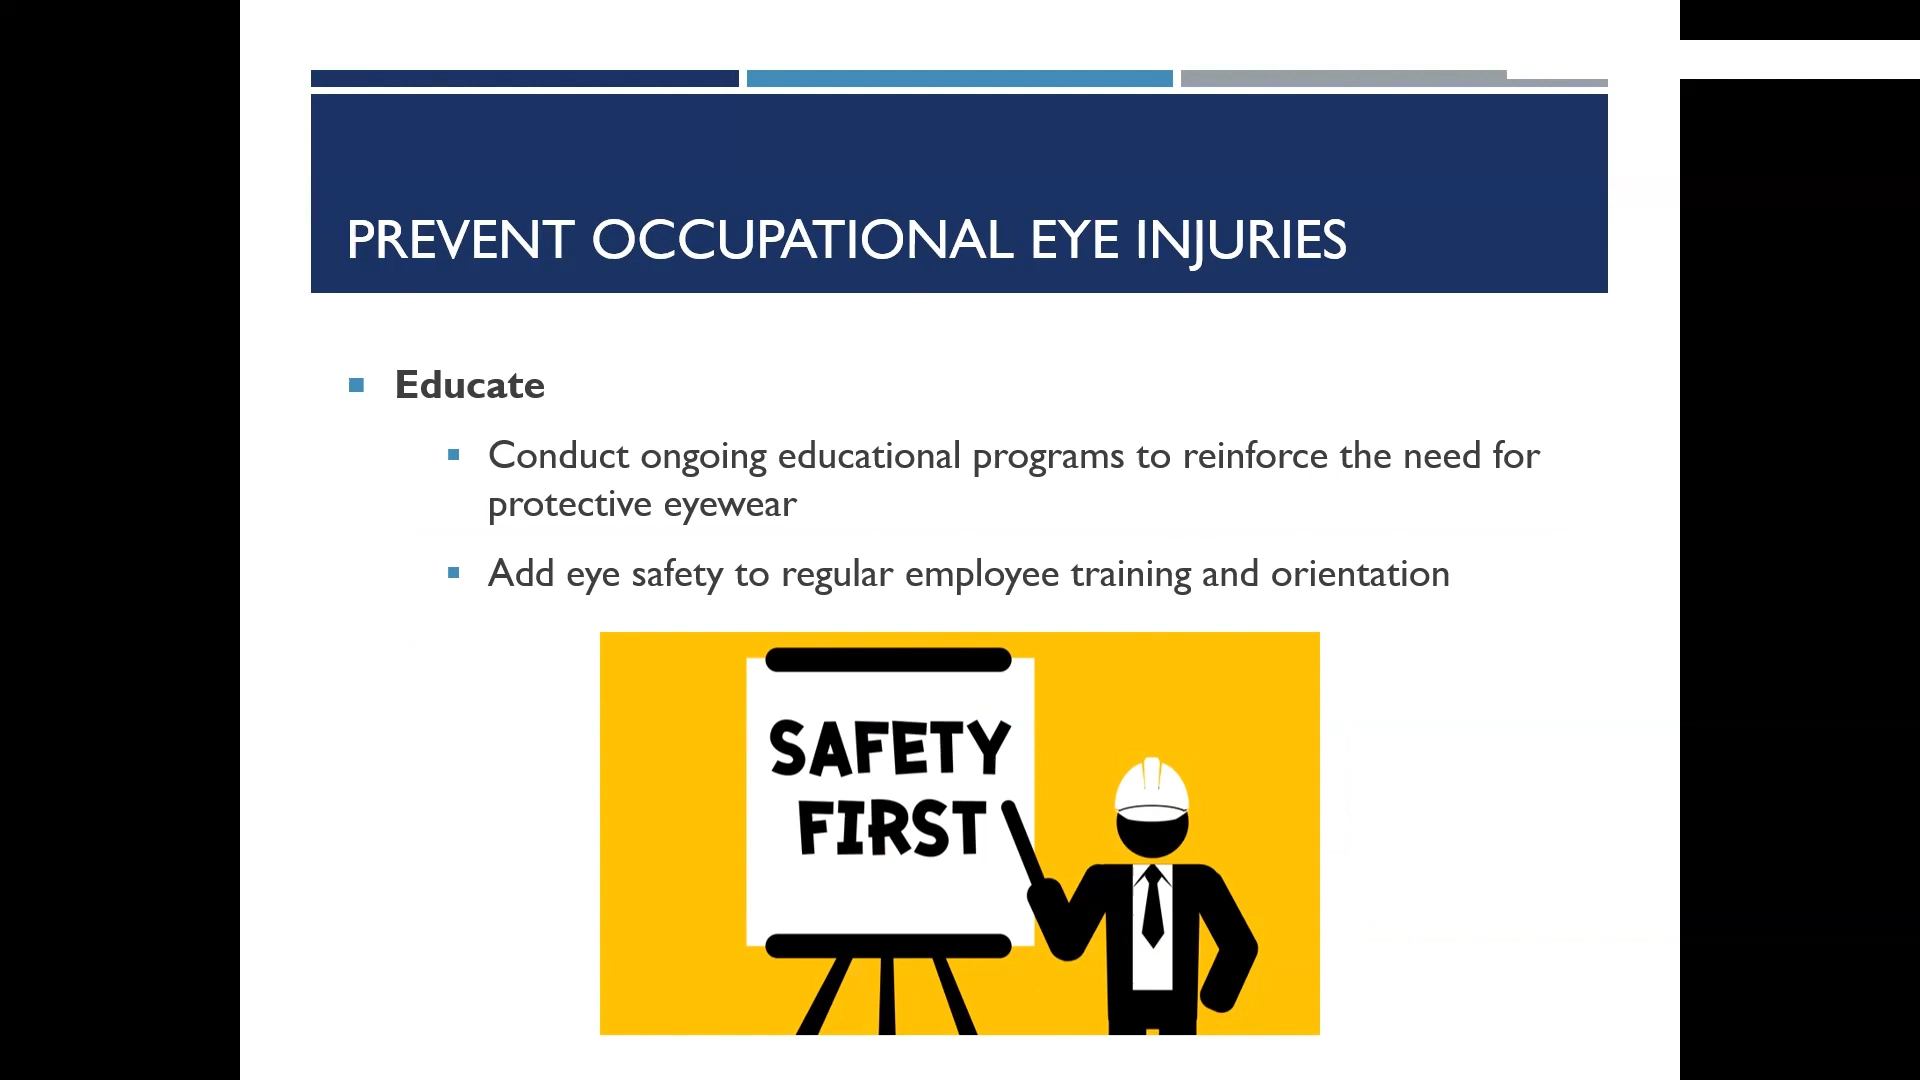 PREVENT OCCUPATIONAL EYE INJURIES
Educate
Conduct ongoing educational programs to reinforce the need for
protective eyewear
Add eye safety to regular employee training and orientation
SAFETY
FIRST